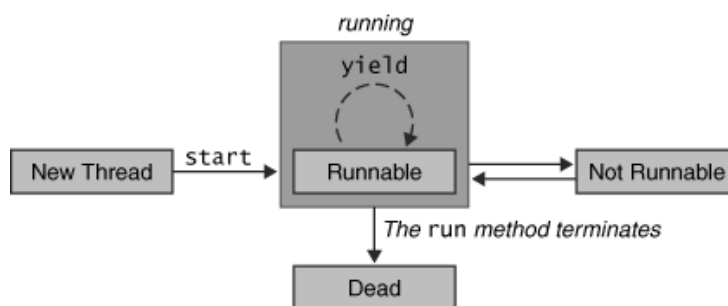 running
yield
New Thread
start
Runnable
Not Runnable
The run method terminates
Dead